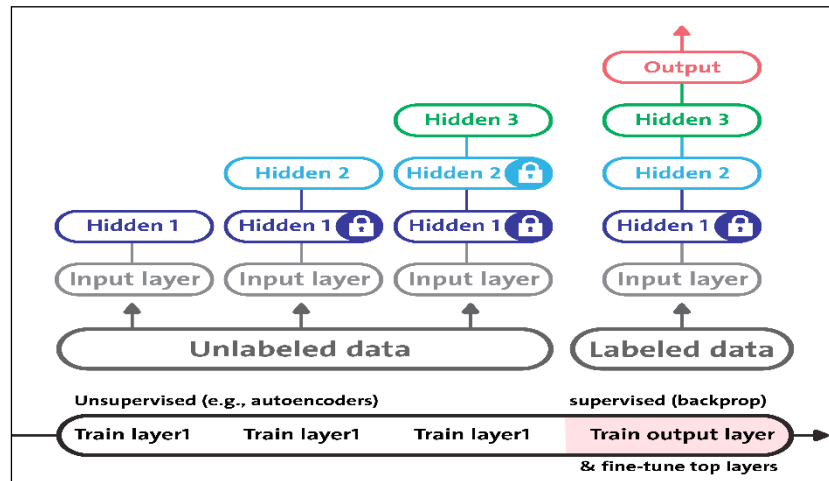 Output
Hidden 3 Hidden 3
Hidden 2 Hidden 2 Hidden 2
Hidden 1 Hidden 1 Hidden 1 Hidden 1
Input layer Input layer Input layer Input layer
Unlabeled data Labeled data
Unsupervised (e.g., autoencoders) supervised (backprop)
Train layer1 Train layer1 Train layer1 Train output layer
& fine-tune top layers